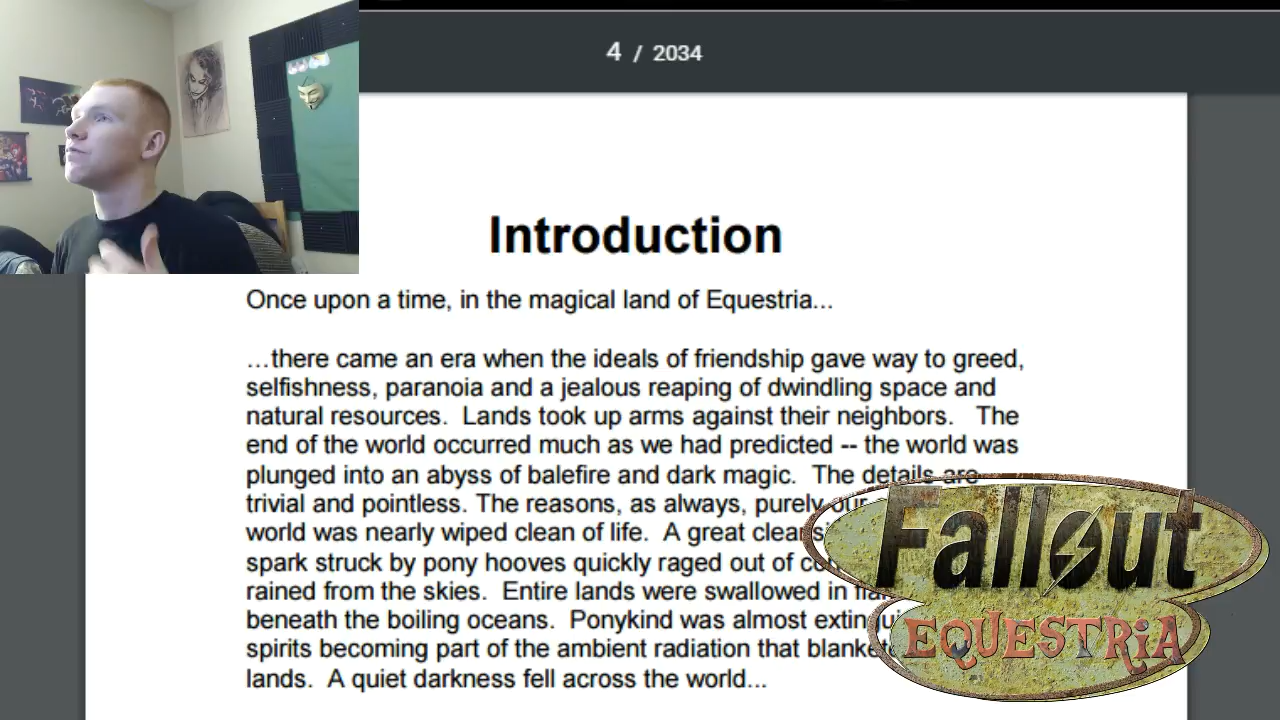 4 / 2034
Introduction
Once upon a time, in the magical land of Equestria...
…there came an era when the ideals of friendship gave way to greed,
selfishness, paranoia and a jealous reaping of dwindling space and
natural resources.  Lands took up arms against their neighbors.   The
end of the world occurred much as we had predicted -- the world was
plunged into an abyss of balefire and dark magic.  The details are
trivial and pointless. The reasons, as always, purely our
world was nearly wiped clean of life.  A great
spark struck by pony hooves quickly raged out of
rained from the skies.  Entire lands were swallowed in
beneath the boiling oceans.  Ponykind was almost
spirits becoming part of the ambient radiation that
lands.  A quiet darkness fell across the world...
Fallout
EQUESTRIA